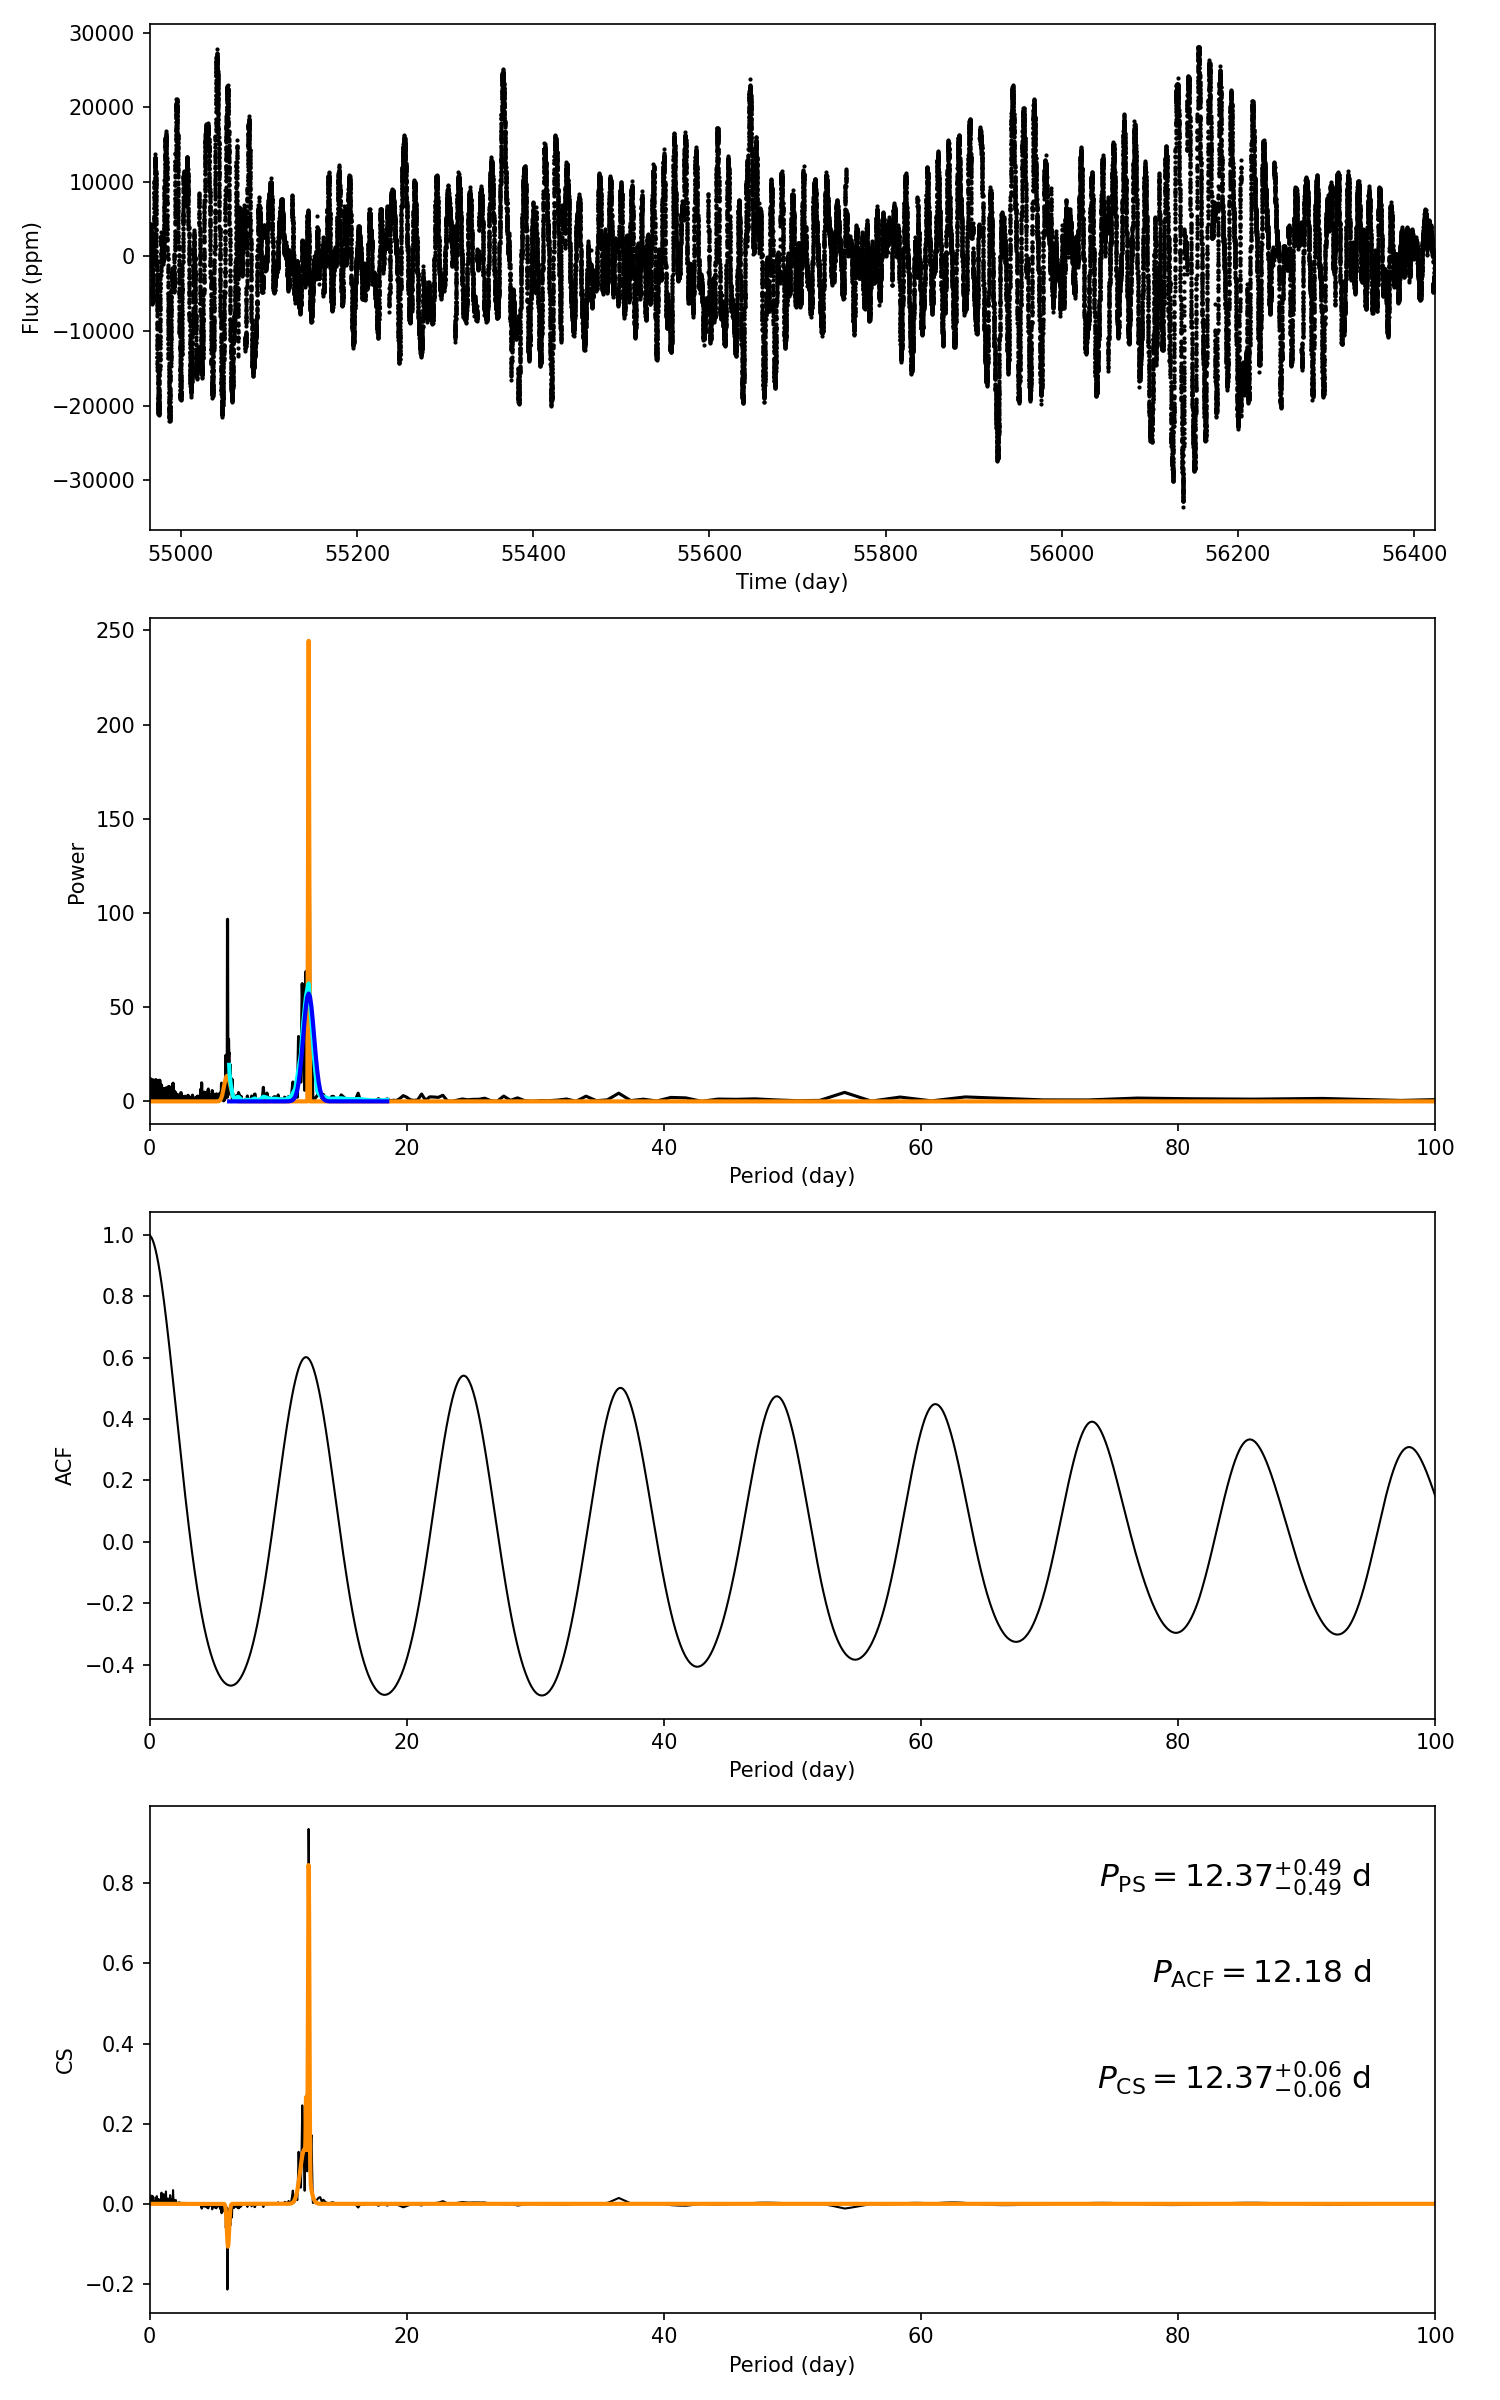 30000
20000
10000
0
−10000
−20000
−30000
Flux (ppm)
55000 55200 55400 55600 55800 56000 56200 56400
Time (day)
250
200
150
100
50
0
Power
0 20 40 60 80 100
Period (day)
1.0
0.8
0.6
0.4
0.2
0.0
−0.2
−0.4
ACF
0 20 40 60 80 100
Period (day)
0.8
0.6
0.4
0.2
0.0
−0.2
CS
P_PS = 12.37^{+0.49}_{−0.49} d
P_ACF = 12.18 d
P_CS = 12.37^{+0.06}_{−0.06} d
0 20 40 60 80 100
Period (day)